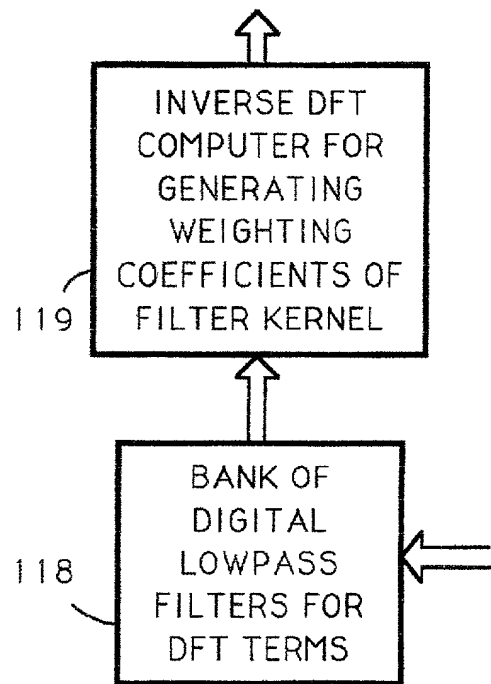 INVERSE DFT
COMPUTER FOR
GENERATING
WEIGHTING
COEFFICIENTS OF
FILTER KERNEL
119
BANK OF
DIGITAL
LOWPASS
FILTERS FOR
DFT TERMS
118